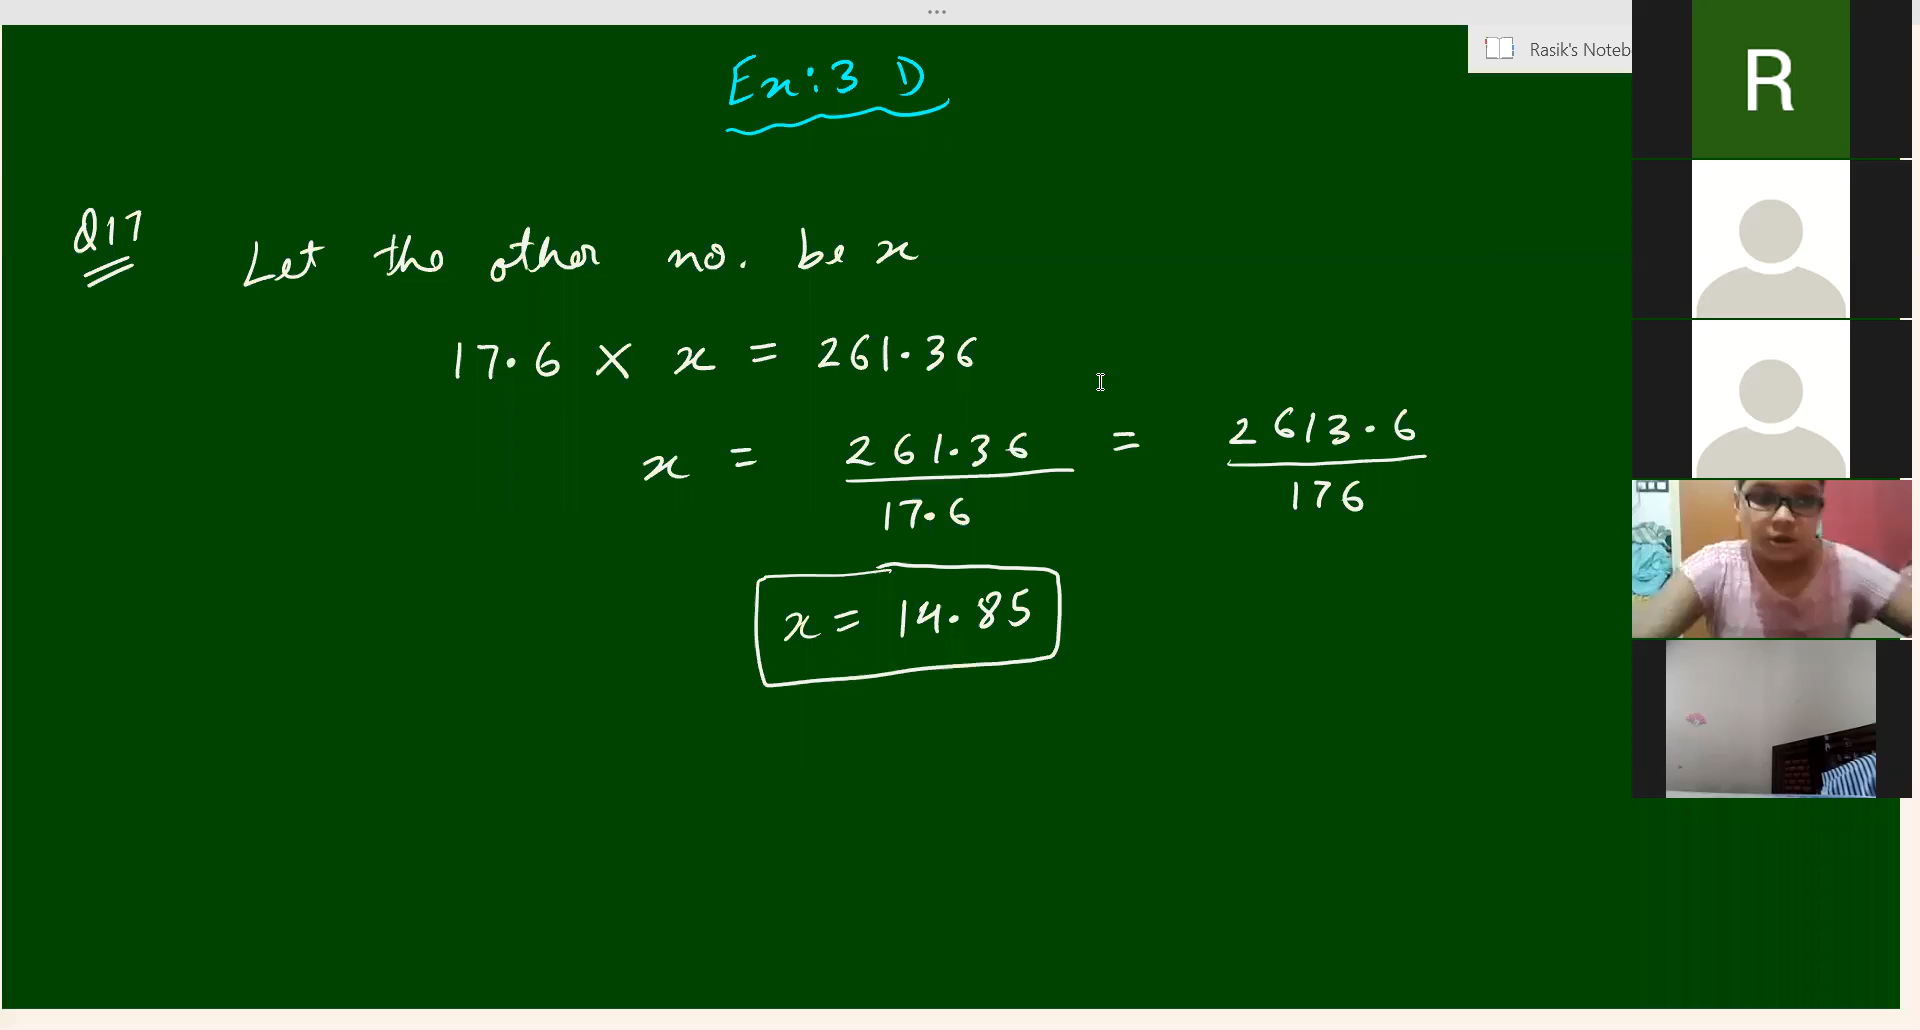 Rasik's Noteb
R
Ex:3 D
Q17 Let the other no. be x
17.6 × x = 261.36
x = 261.36 / 17.6 = 2613.6 / 176
x = 14.85